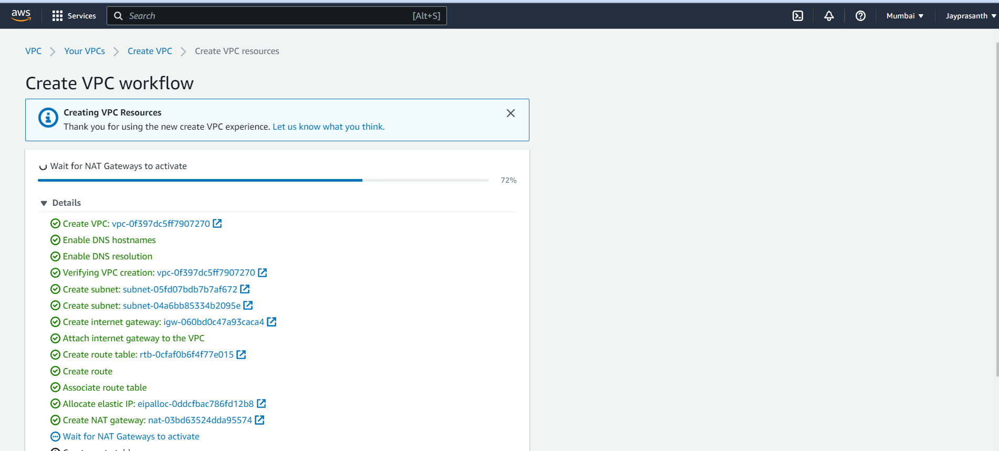 aws Services Search [Alt+S] Mumbai Jayprasanth
VPC Your VPCs Create VPC Create VPC resources
Create VPC workflow
Creating VPC Resources
Thank you for using the new create VPC experience. Let us know what you think.
Wait for NAT Gateways to activate
72%
Details
Create VPC: vpc-0f397dc5ff7907270
Enable DNS hostnames
Enable DNS resolution
Verifying VPC creation: vpc-0f397dc5ff7907270
Create subnet: subnet-05fd07bdb7b7af672
Create subnet: subnet-04a6bb85334b2095e
Create internet gateway: igw-060bd0c47a93caca4
Attach internet gateway to the VPC
Create route table: rtb-0cfaf0b6f4f77e015
Create route
Associate route table
Allocate elastic IP: eipalloc-0ddcfbac786fd12b8
Create NAT gateway: nat-03bd63524dda95574
Wait for NAT Gateways to activate